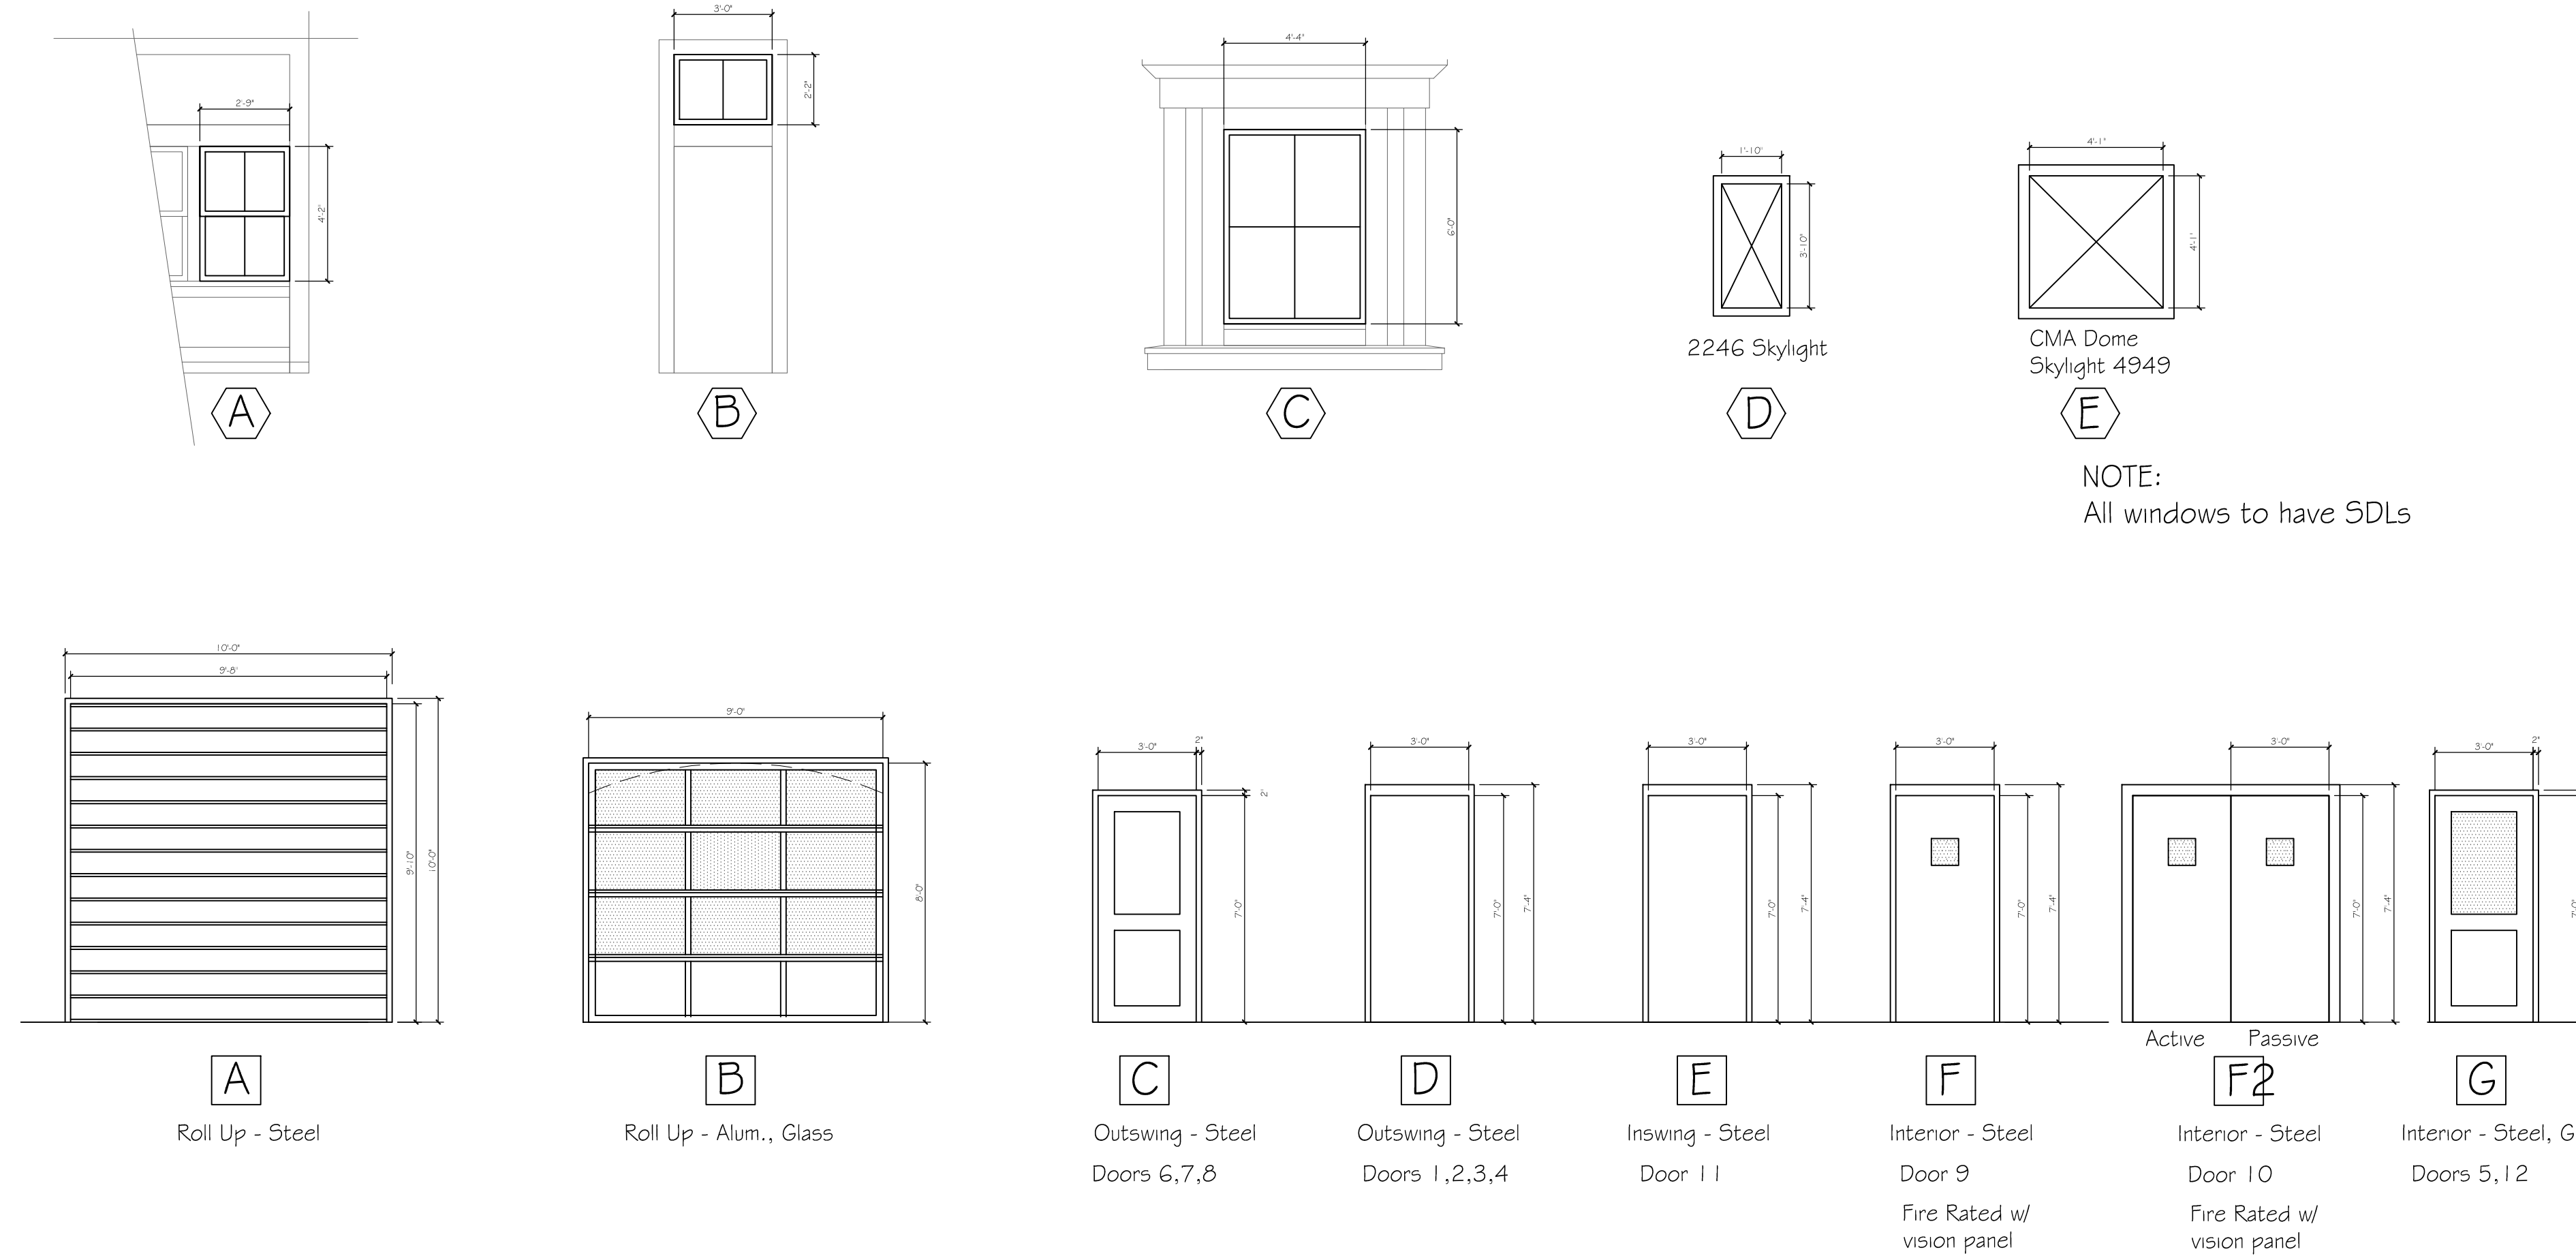 3'-0"
4'-4"
2'-9"
2'-2"
4'-1"
1'-10"
4'-2"
6'-0"
3'-10"
4'-1"
2246 Skylight
CMA Dome
Skylight 4949
A
B
C
D
E
NOTE:
All windows to have SDLs
10'-0"
9'-8"
9'-0"
2"
3'-0"
3'-0"
3'-0"
3'-0"
3'-0"
2"
3'-0"
2"
9'-10"
10'-0"
8'-0"
7'-0"
7'-0"
7'-4"
7'-0"
7'-4"
7'-0"
7'-4"
7'-0"
7'-4"
Active Passive
A
B
C
D
E
F
F2
G
Roll Up - Steel
Roll Up - Alum., Glass
Outswing - Steel
Outswing - Steel
Inswing - Steel
Interior - Steel
Interior - Steel
Interior - Steel, G
Doors 6,7,8
Doors 1,2,3,4
Door 11
Door 9
Door 10
Doors 5,12
Fire Rated w/
vision panel
Fire Rated w/
vision panel